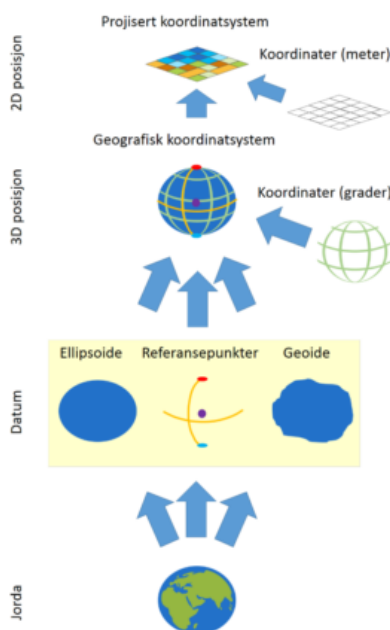 Projisert koordinatsystem
2D posisjon
Koordinater (meter)
Geografisk koordinatsystem
3D posisjon
Koordinater (grader)
Ellipsoide Referansepunkter Geoide
Datum
Jorda